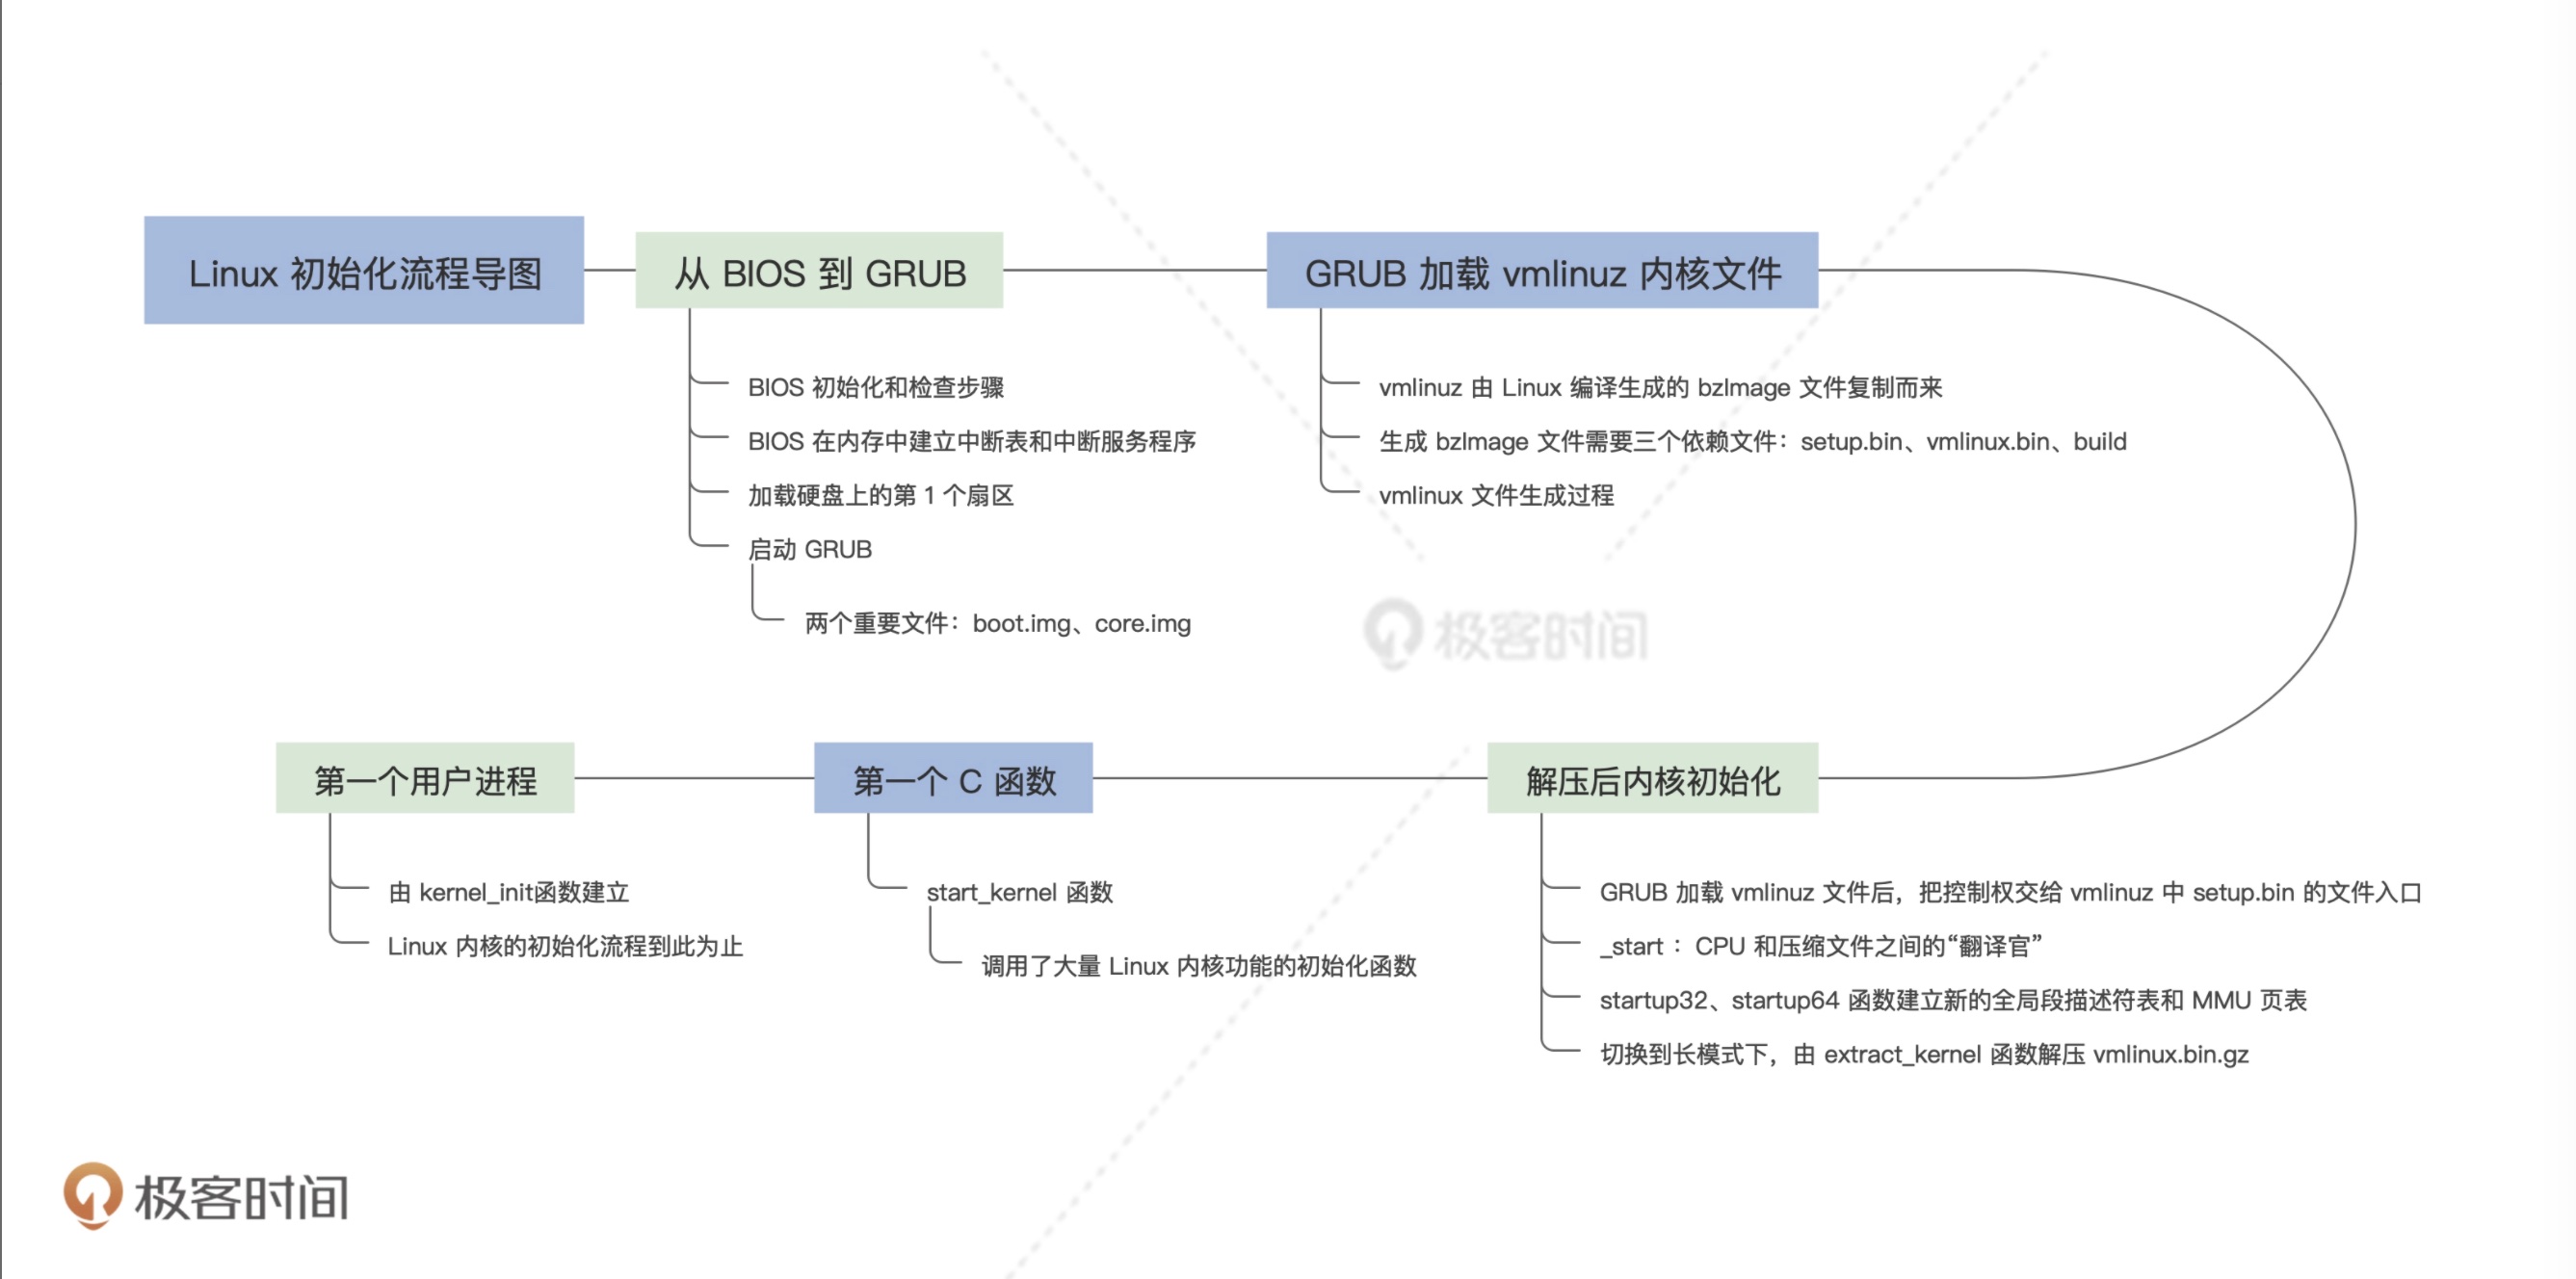 Linux 初始化流程导图
从 BIOS 到 GRUB
BIOS 初始化和检查步骤
BIOS 在内存中建立中断表和中断服务程序
加载硬盘上的第 1 个扇区
启动 GRUB
两个重要文件：boot.img、core.img
GRUB 加载 vmlinuz 内核文件
vmlinuz 由 Linux 编译生成的 bzImage 文件复制而来
生成 bzImage 文件需要三个依赖文件：setup.bin、vmlinux.bin、build
vmlinux 文件生成过程
极客时间
解压后内核初始化
GRUB 加载 vmlinuz 文件后，把控制权交给 vmlinuz 中 setup.bin 的文件入口
_start ：CPU 和压缩文件之间的“翻译官”
startup32、startup64 函数建立新的全局段描述符表和 MMU 页表
切换到长模式下，由 extract_kernel 函数解压 vmlinux.bin.gz
第一个 C 函数
start_kernel 函数
调用了大量 Linux 内核功能的初始化函数
第一个用户进程
由 kernel_init函数建立
Linux 内核的初始化流程到此为止
极客时间